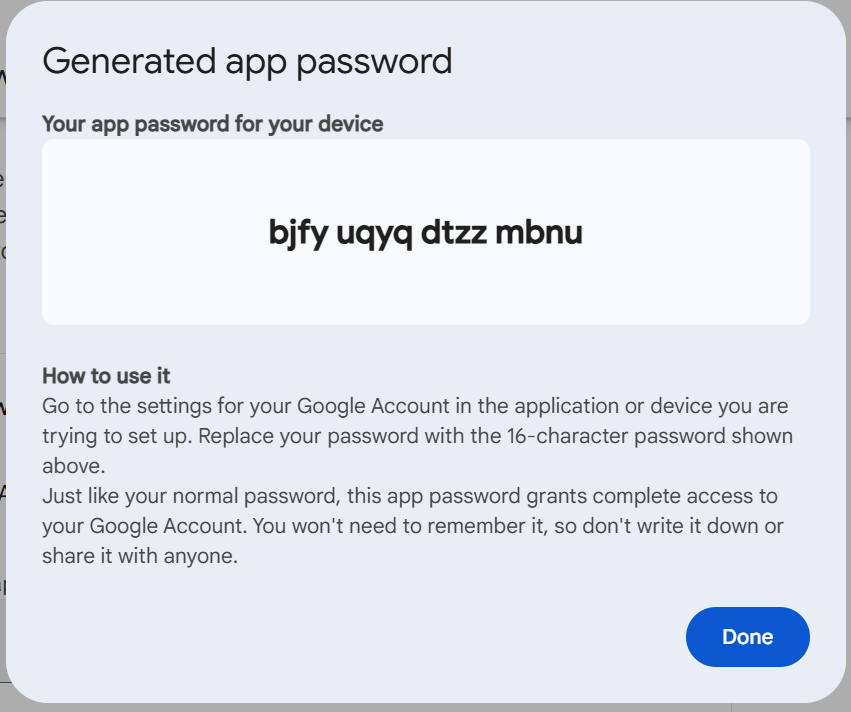 Generated app password
Your app password for your device
bjfy uqyq dtzz mbnu
How to use it
Go to the settings for your Google Account in the application or device you are
trying to set up. Replace your password with the 16-character password shown
above.
Just like your normal password, this app password grants complete access to
your Google Account. You won't need to remember it, so don't write it down or
share it with anyone.
Done